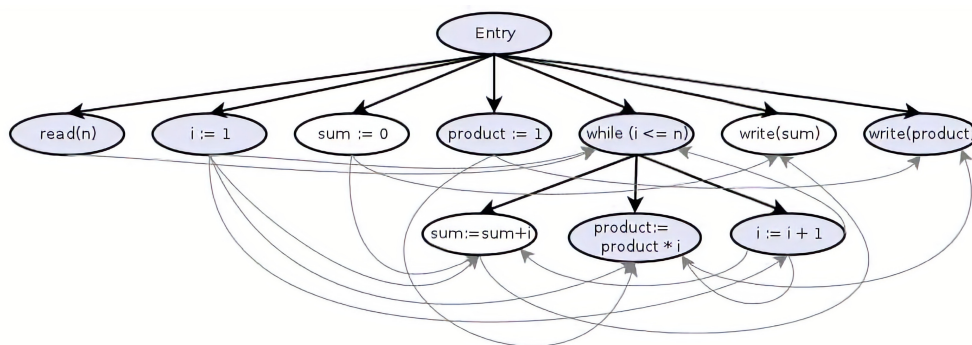 Entry
read(n)
i := 1
sum := 0
product := 1
while (i <= n)
write(sum)
write(product)
sum:=sum+i
product:=
product * i
i := i + 1